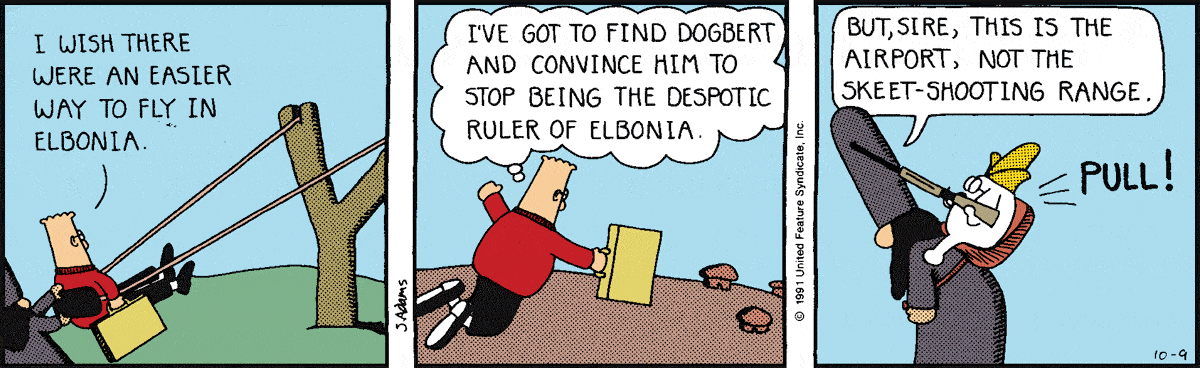 I WISH THERE
WERE AN EASIER
WAY TO FLY IN
ELBONIA.
I'VE GOT TO FIND DOGBERT
AND CONVINCE HIM TO
STOP BEING THE DESPOTIC
RULER OF ELBONIA.
BUT, SIRE, THIS IS THE
AIRPORT, NOT THE
SKEET-SHOOTING RANGE.
PULL!
S.Adams
© 1991 United Feature Syndicate, Inc.
10-9